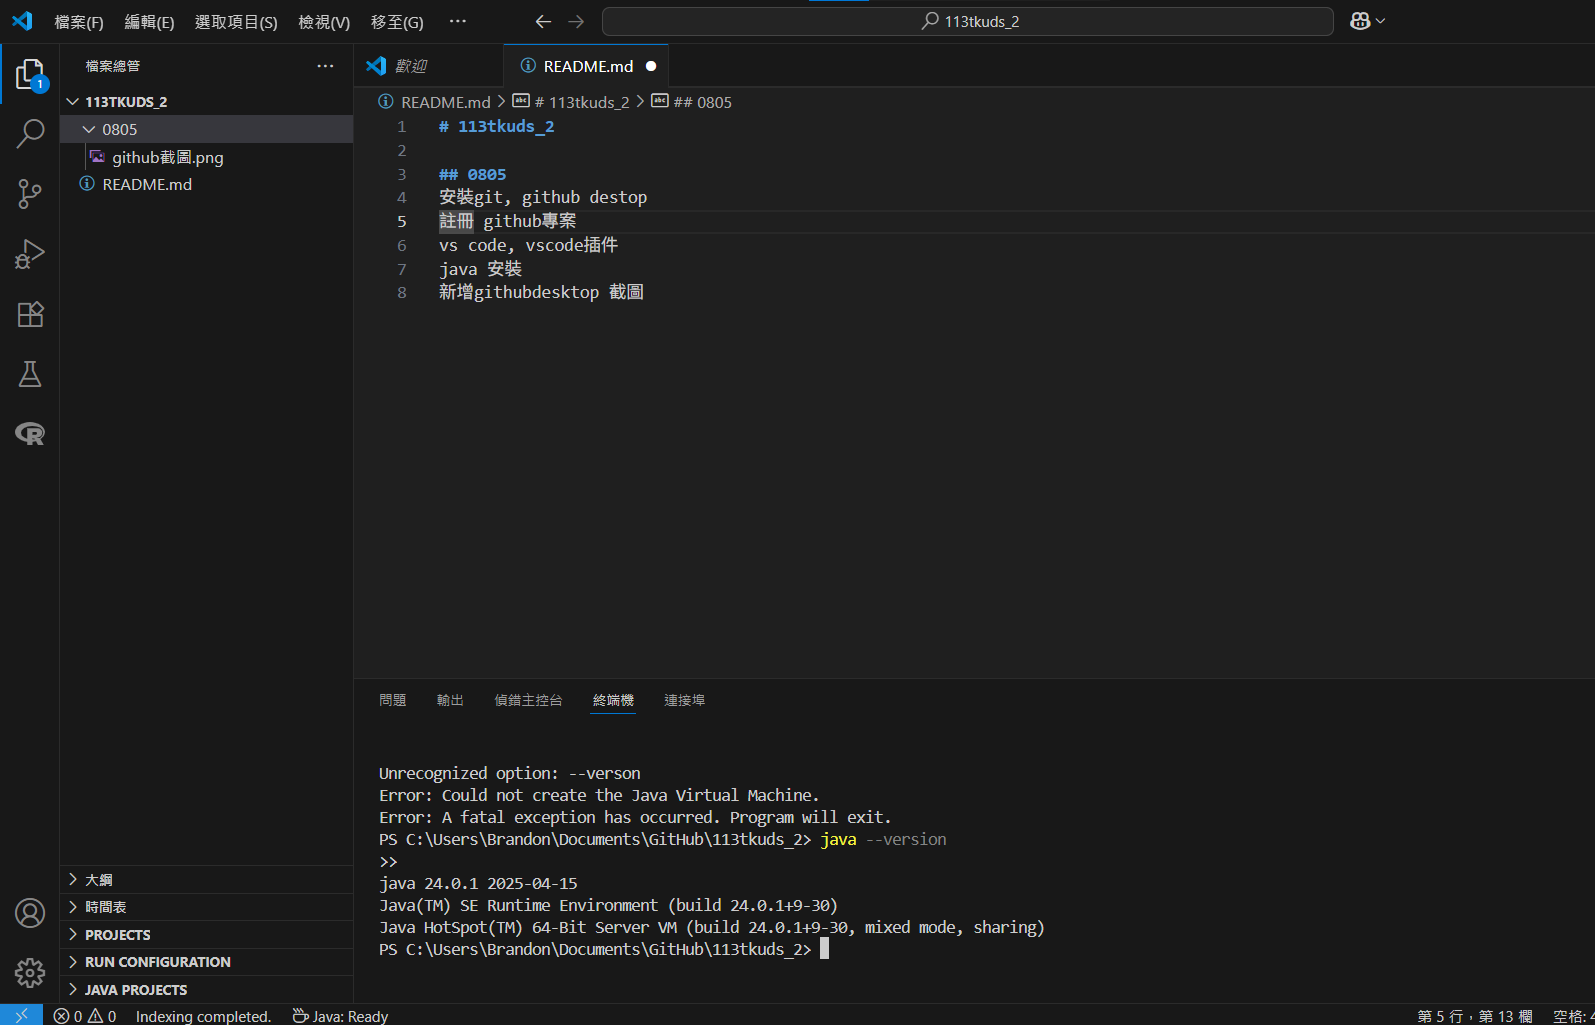 檔案(F) 編輯(E) 選取項目(S) 檢視(V) 移至(G) ··· 113tkuds_2
檔案總管 ···
歡迎 README.md
113TKUDS_2
0805
github截圖.png
README.md
README.md > # 113tkuds_2 > ## 0805
1 # 113tkuds_2
2
3 ## 0805
4 安裝git, github destop
5 註冊 github專案
6 vs code, vscode插件
7 java 安裝
8 新增githubdesktop 截圖
問題 輸出 偵錯主控台 終端機 連接埠
Unrecognized option: --verson
Error: Could not create the Java Virtual Machine.
Error: A fatal exception has occurred. Program will exit.
PS C:\Users\Brandon\Documents\GitHub\113tkuds_2> java --version
>>
java 24.0.1 2025-04-15
Java(TM) SE Runtime Environment (build 24.0.1+9-30)
Java HotSpot(TM) 64-Bit Server VM (build 24.0.1+9-30, mixed mode, sharing)
PS C:\Users\Brandon\Documents\GitHub\113tkuds_2>
大綱
時間表
PROJECTS
RUN CONFIGURATION
JAVA PROJECTS
1
R
0 0 Indexing completed. Java: Ready 第 5 行，第 13 欄 空格: 4